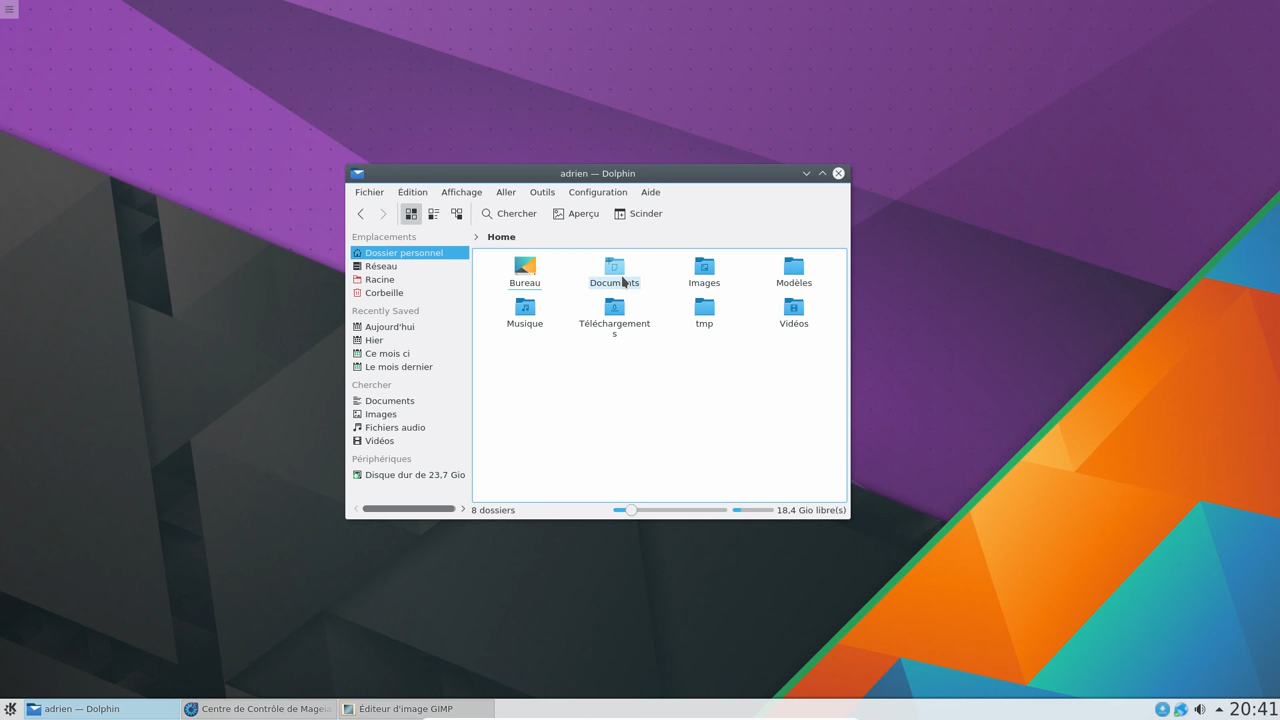 adrien — Dolphin
Fichier Édition Affichage Aller Outils Configuration Aide
Chercher Aperçu Scinder
Emplacements
Dossier personnel
Réseau
Racine
Corbeille
Recently Saved
Aujourd'hui
Hier
Ce mois ci
Le mois dernier
Chercher
Documents
Images
Fichiers audio
Vidéos
Périphériques
Disque dur de 23,7 Gio
Home
Bureau Documents Images Modèles
Musique Téléchargement
s
tmp Vidéos
8 dossiers 18,4 Gio libre(s)
adrien — Dolphin Centre de Contrôle de Mageia Éditeur d'image GIMP 20:41